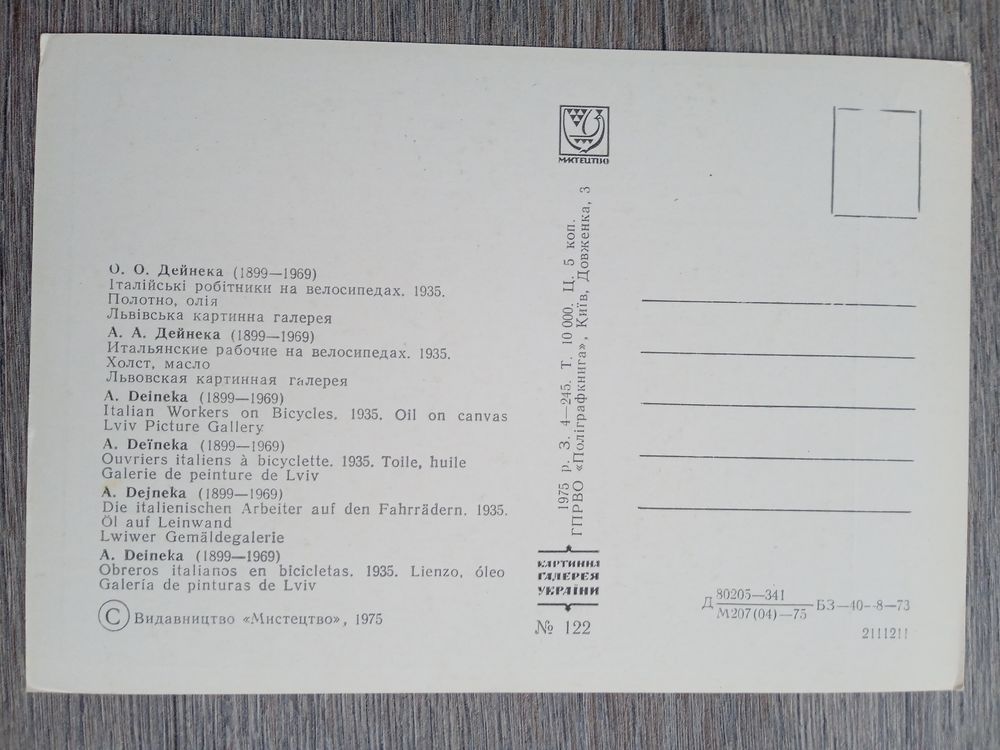 О. О. Дейнека (1899—1969)
Італійські робітники на велосипедах. 1935.
Полотно, олія
Львівська картинна галерея
А. А. Дейнека (1899—1969)
Итальянские рабочие на велосипедах. 1935.
Холст, масло
Львовская картинная галерея
A. Deineka (1899—1969)
Italian Workers on Bicycles. 1935. Oil on canvas
Lviv Picture Gallery
A. Deïneka (1899—1969)
Ouvriers italiens à bicyclette. 1935. Toile, huile
Galerie de peinture de Lviv
A. Dejneka (1899—1969)
Die italienischen Arbeiter auf den Fahrrädern. 1935.
Öl auf Leinwand
Lwiwer Gemäldegalerie
A. Deineka (1899—1969)
Obreros italianos en bicicletas. 1935. Lienzo, óleo
Galería de pinturas de Lviv
© Видавництво «Мистецтво», 1975
МИСТЕЦТВО
1975 р. З. 4—245. Т. 10 000. Ц. 5 коп.
ГПРВО «Поліграфкнига», Київ, Довженка, 3
КАРТИННА
ГАЛЕРЕЯ
УКРАЇНИ
№ 122
Д 80205—341
М207(04)—75 БЗ—40—8—73
2111211